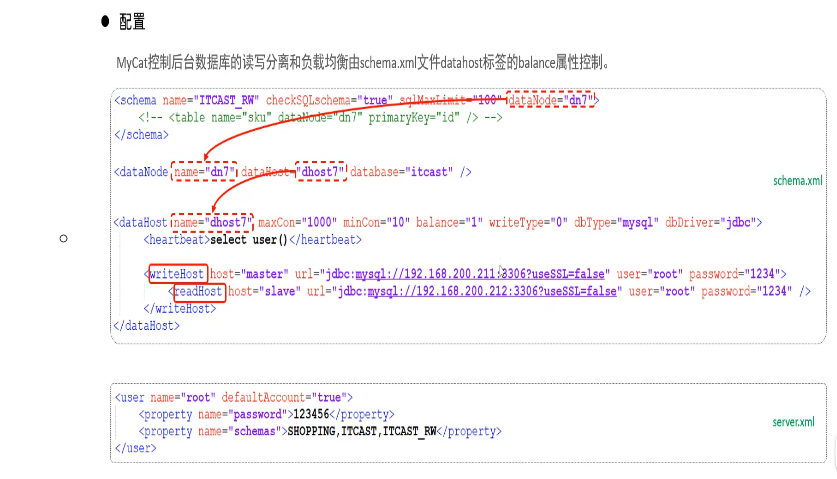 ● 配置
MyCat控制后台数据库的读写分离和负载均衡由schema.xml文件datahost标签的balance属性控制。
<schema name="ITCAST_RW" checkSQLschema="true" sqlMaxLimit="100" dataNode="dn7">
<!-- <table name="sku" dataNode="dn7" primaryKey="id" /> -->
</schema>
<dataNode name="dn7" dataHost="dhost7" database="itcast" />
schema.xml
<dataHost name="dhost7" maxCon="1000" minCon="10" balance="1" writeType="0" dbType="mysql" dbDriver="jdbc">
<heartbeat>select user()</heartbeat>
<writeHost host="master" url="jdbc:mysql://192.168.200.211:3306?useSSL=false" user="root" password="1234">
<readHost host="slave" url="jdbc:mysql://192.168.200.212:3306?useSSL=false" user="root" password="1234" />
</writeHost>
</dataHost>
<user name="root" defaultAccount="true">
<property name="password">123456</property>
<property name="schemas">SHOPPING,ITCAST,ITCAST_RW</property>
</user>
server.xml